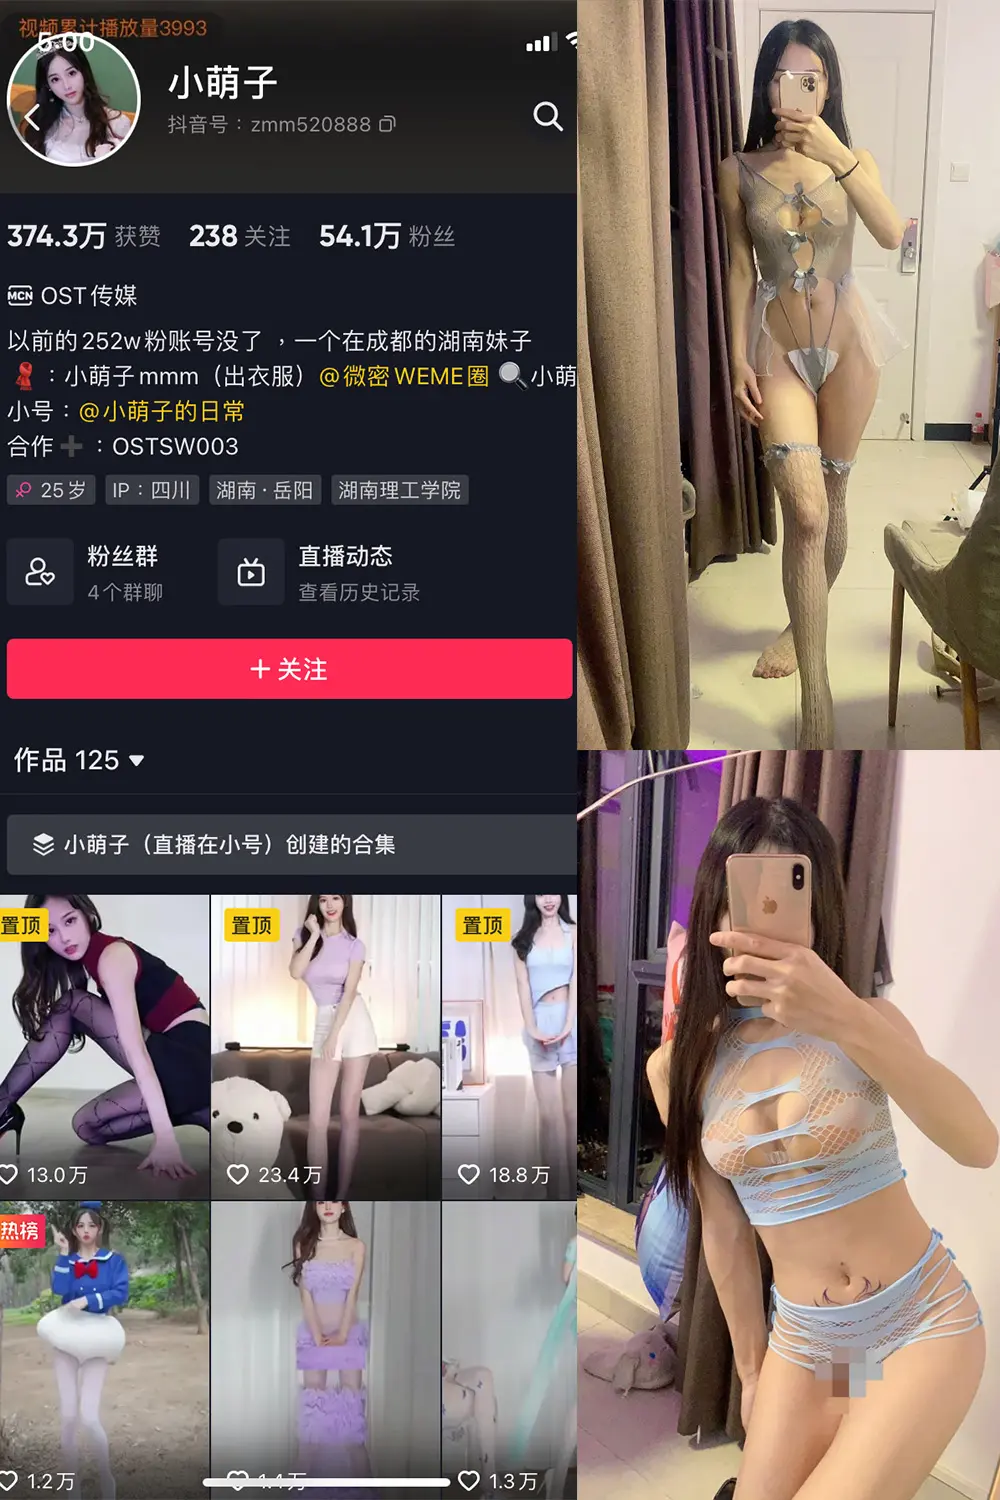 视频累计播放量3993
5:00
小萌子
抖音号：zmm520888
374.3万 获赞 238 关注 54.1万 粉丝
MCN OST传媒
以前的252w粉账号没了 ，一个在成都的湖南妹子
：小萌子mmm（出衣服）@微密WEME圈 小萌
小号：@小萌子的日常
合作➕：OSTSW003
25岁 IP：四川 湖南·岳阳 湖南理工学院
粉丝群 直播动态
4个群聊 查看历史记录
＋关注
作品 125
小萌子（直播在小号）创建的合集
置顶 置顶 置顶
13.0万 23.4万 18.8万
热榜
1.2万 1.4万 1.3万